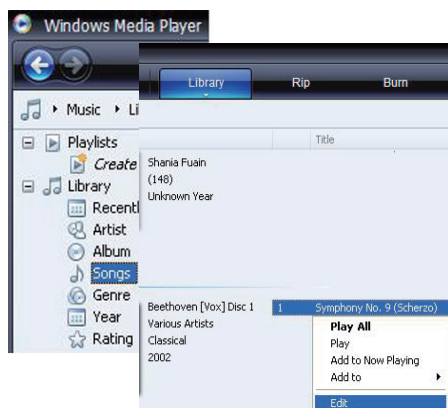 Windows Media Player
Music
Library Rip Burn
Playlists
Create
Library
Artist
Album
Songs
Genre
Year
Rating
Title
Shania Fuain
(148)
Unknown Year
Beethoven [Vox] Disc 1 1 Symphony No. 9 (Scherzo)
Various Artists
Classical
2002
Play All
Play
Add to Now Playing
Add to
Edit